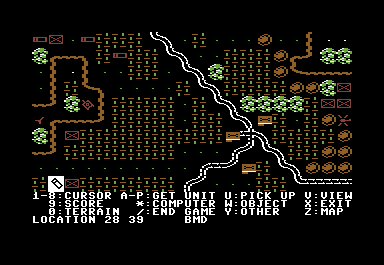 1-8:CURSOR A-P:GET UNIT U:PICK UP V:VIEW
9:SCORE *:COMPUTER W:OBJECT X:EXIT
0:TERRAIN /:END GAME Y:OTHER Z:MAP
LOCATION 28 39 BMD